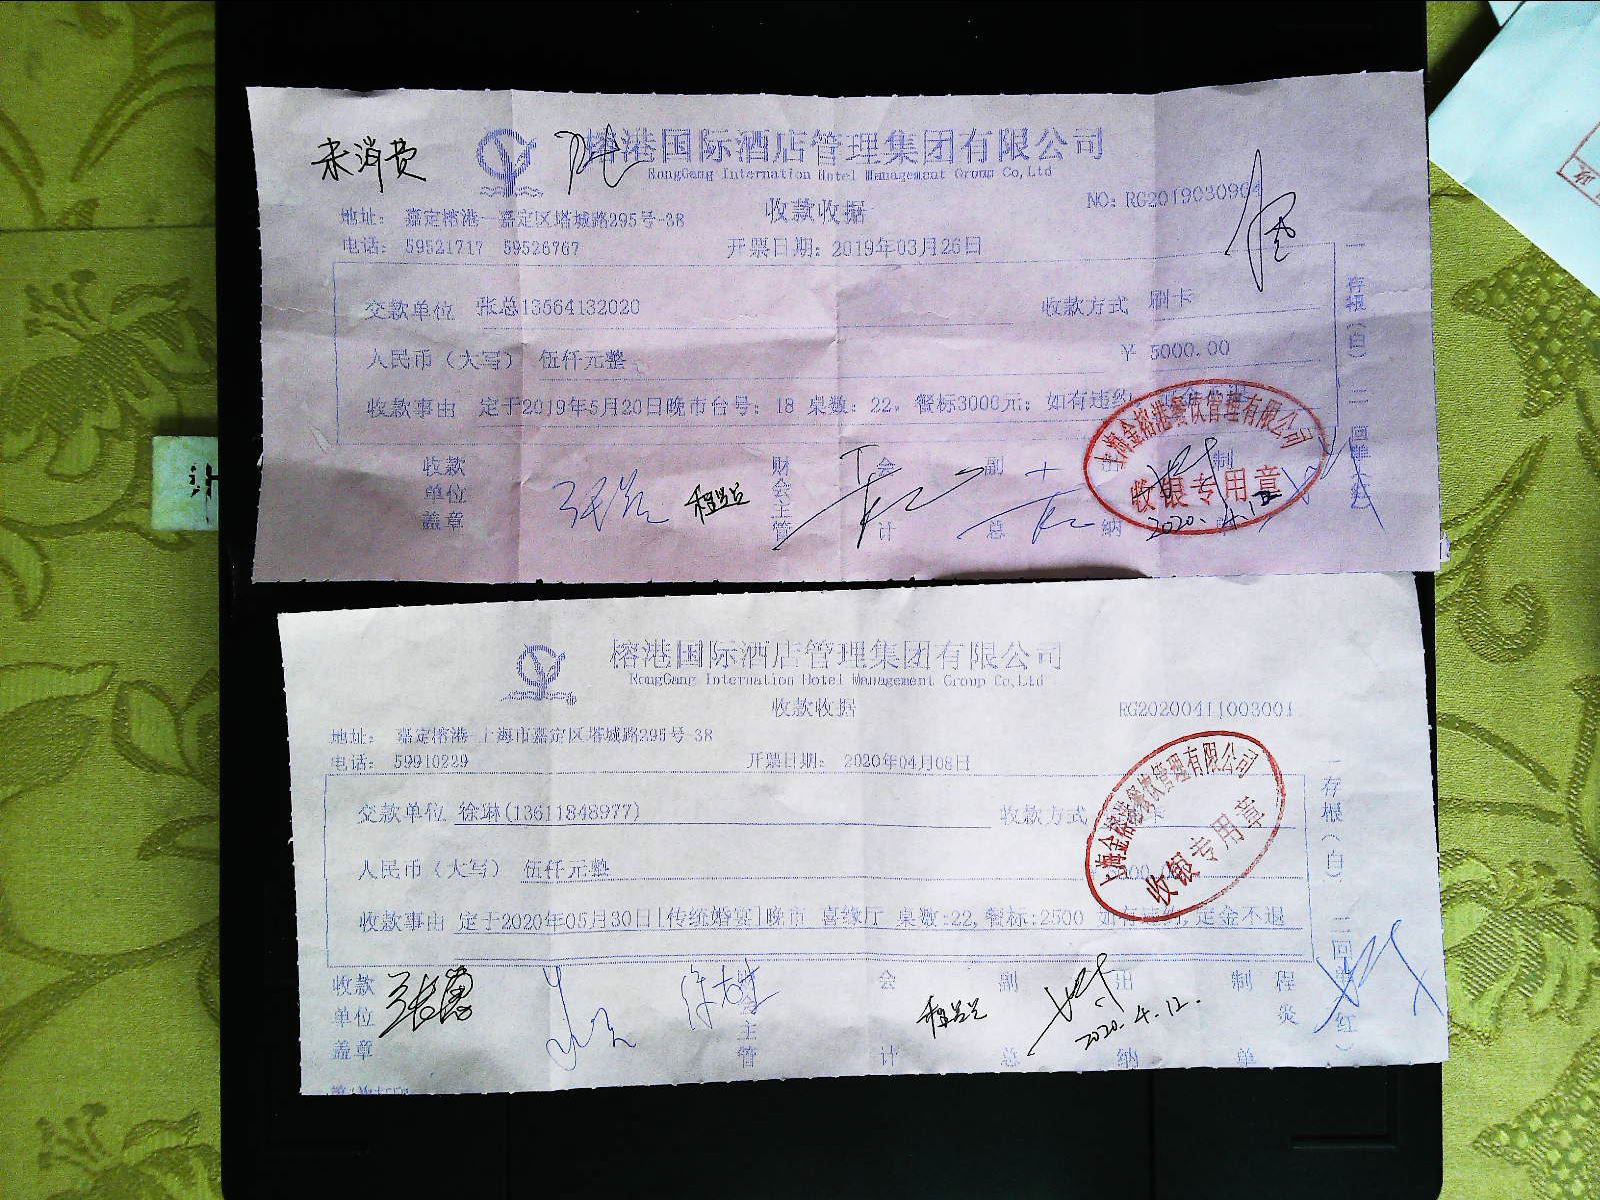 未消费
榕港国际酒店管理集团有限公司
RongGang Internation Hotel Management Group Co,Ltd
收款收据
NO: RG2019030904
地址: 嘉定榕港—嘉定区塔城路295号-38
电话: 59521717 59526767
开票日期: 2019年03月26日
交款单位 张总13564132020 收款方式 刷卡
人民币(大写) 伍仟元整 ¥ 5000.00
收款事由 定于2019年5月20日晚市台号: 18 桌数: 22, 餐标3000元; 如有违约
收款单位盖章 财会主管 会计 副总 出纳 制单
程
一存根(白) 二回单(红)
上海金榕港餐饮管理有限公司
收银专用章
2020.4.12
榕港国际酒店管理集团有限公司
RongGang Internation Hotel Management Group Co,Ltd
收款收据
RG20200411003001
地址: 嘉定榕港—上海市嘉定区塔城路295号-38
电话: 59910229
开票日期: 2020年04月08日
交款单位 徐琳(13611848977) 收款方式 卡
人民币(大写) 伍仟元整
收款事由 定于2020年05月30日[传统婚宴]晚市 喜缘厅 桌数:22, 餐标:2500 如有违约, 定金不退
收款单位盖章 主管 会计 副总 出纳 制单 程炎
一存根(白) 二回单(红)
上海金榕港餐饮管理有限公司
收银专用章
2020.4.12.